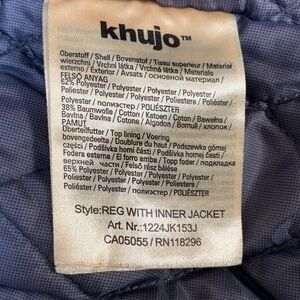 khujo™
Oberstoff / Shell / Bovenstof / Tissu supérieur / Materiał
wierzchni / Vrchní látka / Vrchná látka / Materiale
esterno / Exterior / Avsats / основной материал /
FELSŐ ANYAG
62% Polyester / Polyester / Polyester / Polyester /
Poliester / Polyester / Polyester / Poliestere / Poliéster /
Polyester / полиэстер / POLIÉSZTER
38% Baumwolle / Cotton / Katoen / Coton / Bawełna /
Bavlna / Bavlna / Cotone / Algodon / Bomull / хлопок /
PAMUT
Oberteilfutter / Top lining / Voering
bovengedeelte / Doublure du haut / Podszewka górnej
części / Podšívka horní části / Podšívka hornej časti /
Fodera esterna / El forro arriba / Topp foder / подкладка
верхней части / Felső rész bélése
65% Polyester / Polyester / Polyester / Polyester /
Poliester / Polyester / Polyester / Poliestere / Poliéster /
Polyester / полиэстер / POLIÉSZTER
Style:REG WITH INNER JACKET
Art. Nr.:1224JK153J
CA05055 / RN118296